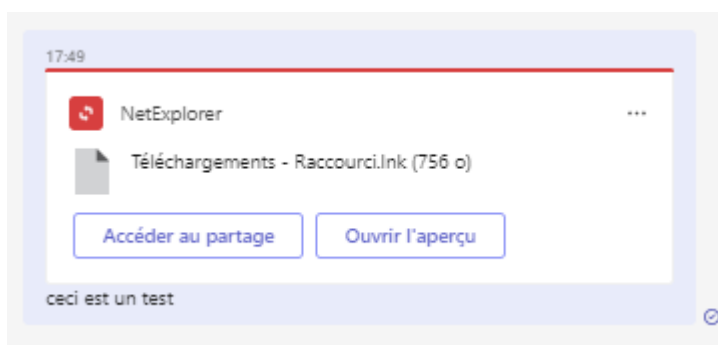 17:49
NetExplorer
Téléchargements - Raccourci.lnk (756 o)
Accéder au partage
Ouvrir l'aperçu
ceci est un test